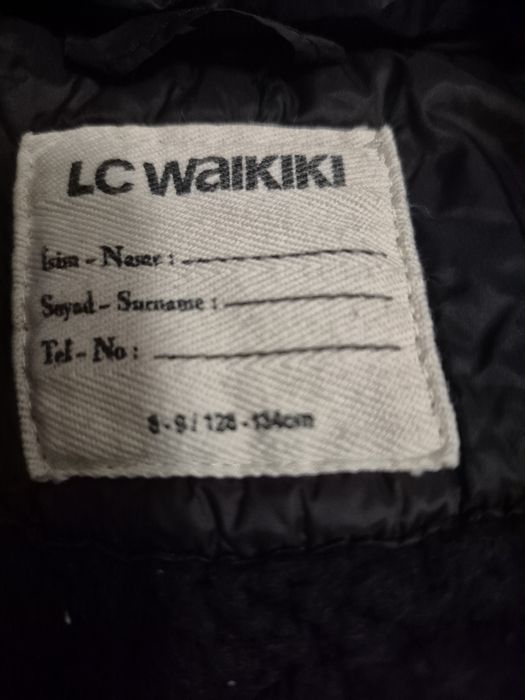 LC WAIKIKI
İsim - Name :
Soyad - Surname :
Tel - No :
8 - 9 / 128 - 134cm